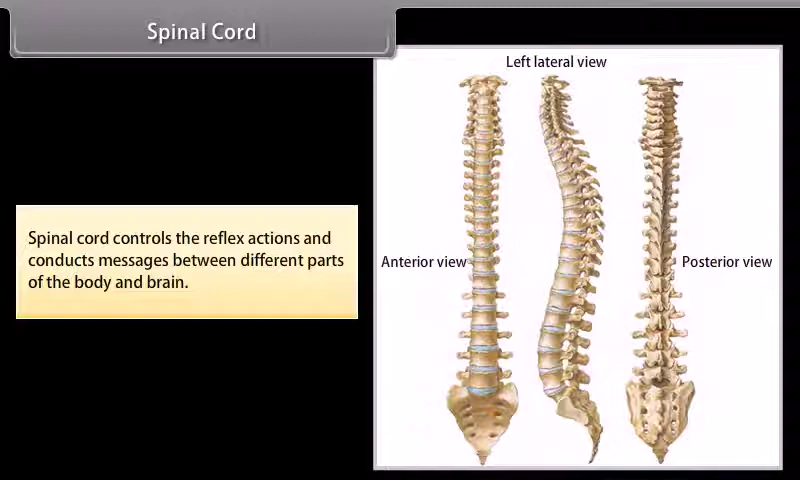 Spinal Cord
Left lateral view
Spinal cord controls the reflex actions and
conducts messages between different parts
of the body and brain.
Anterior view
Posterior view